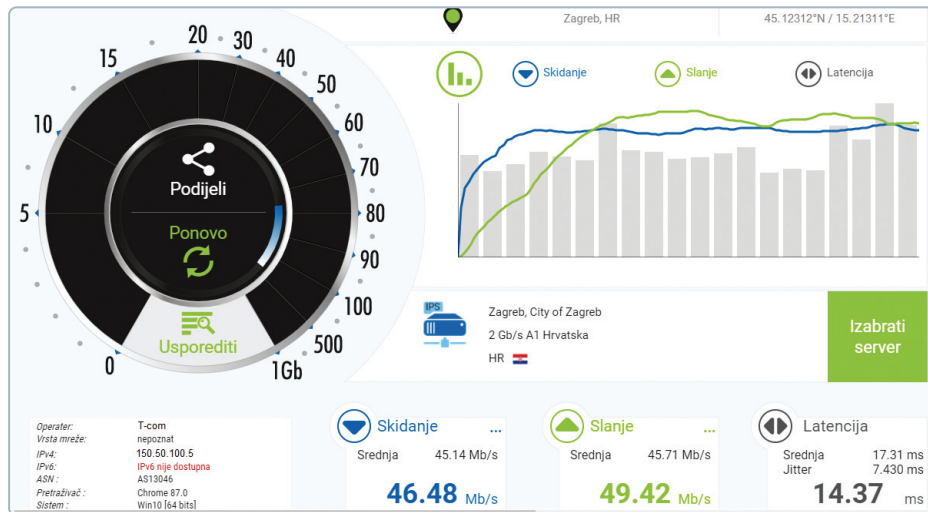 Zagreb, HR
45.12312°N / 15.21311°E
Skidanje
Slanje
Latencija
0
5
10
15
20
30
40
50
60
70
80
90
100
500
1Gb
Podijeli
Ponovo
Usporediti
IPS
Zagreb, City of Zagreb
2 Gb/s A1 Hrvatska
HR
Izabrati
server
Operater: T-com
Vrsta mreže: nepoznat
IPv4: 150.50.100.5
IPv6: IPv6 nije dostupna
ASN : AS13046
Pretraživač : Chrome 87.0
Sistem : Win10 [64 bits]
Skidanje ...
Srednja 45.14 Mb/s
46.48 Mb/s
Slanje ...
Srednja 45.71 Mb/s
49.42 Mb/s
Latencija
Srednja 17.31 ms
Jitter 7.430 ms
14.37 ms